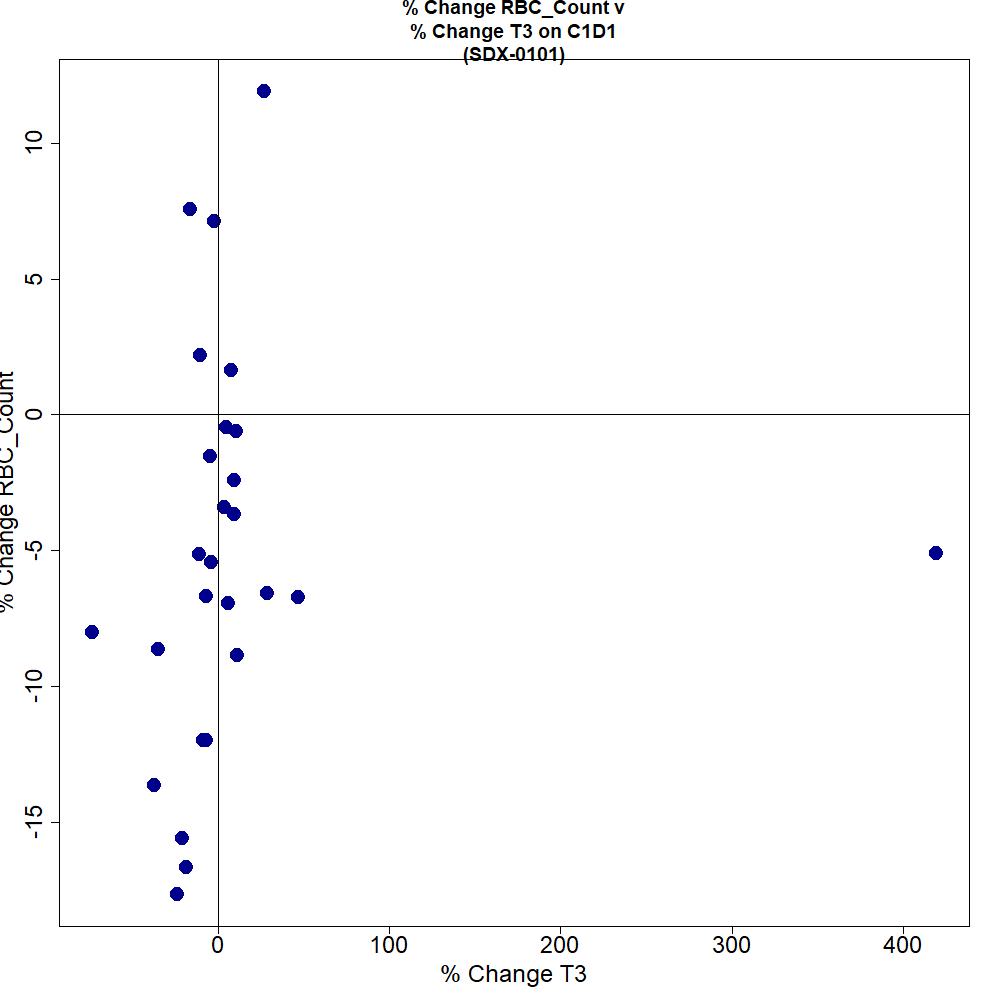 % Change RBC_Count v
% Change T3 on C1D1
(SDX-0101)
% Change RBC_Count
10
5
0
-5
-10
-15
0
100
200
300
400
% Change T3